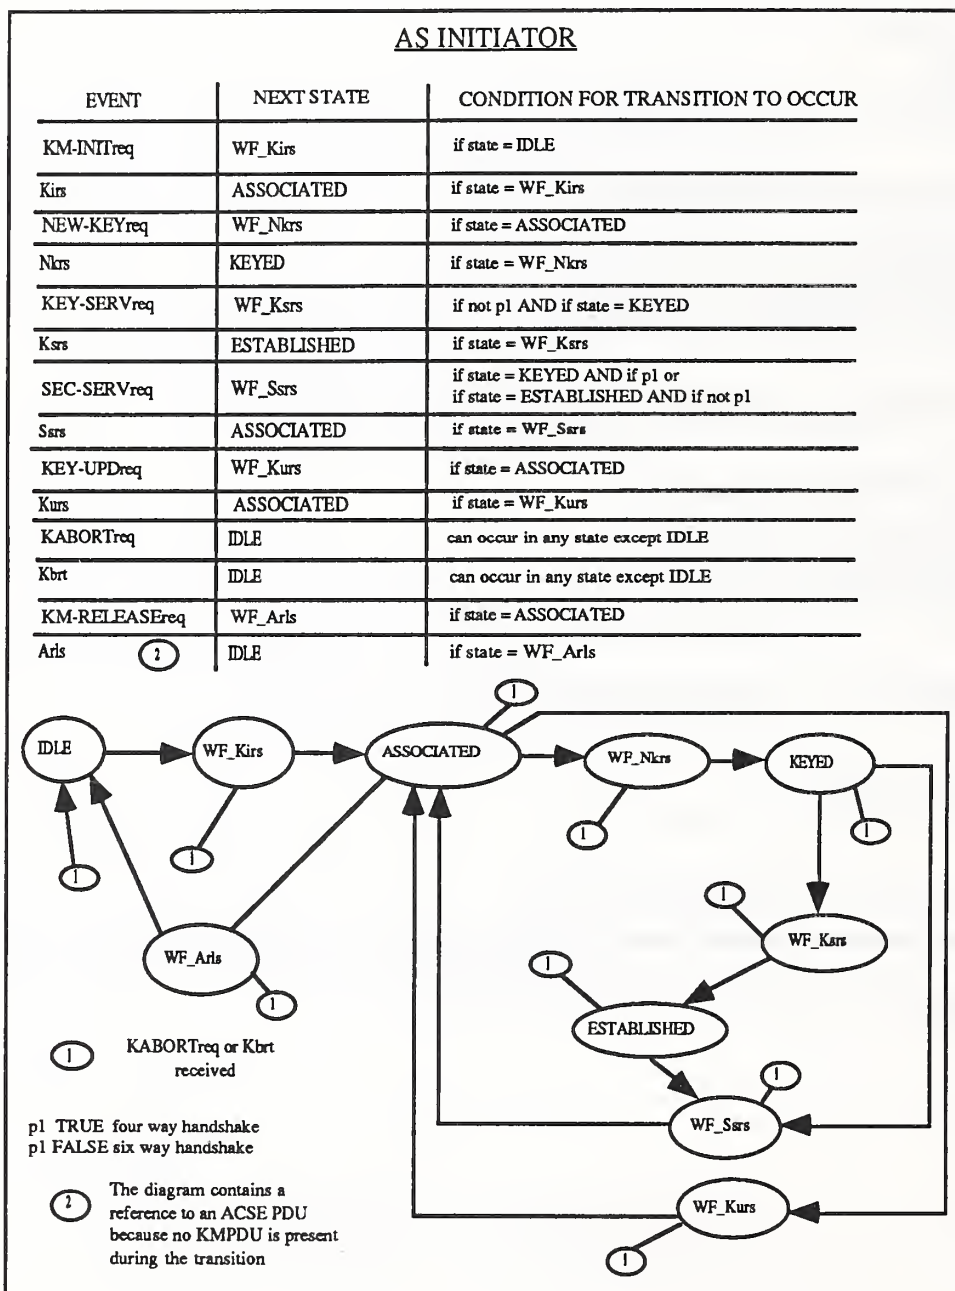 AS INITIATOR
EVENT NEXT STATE CONDITION FOR TRANSITION TO OCCUR
KM-INITreq WF_Kirs if state = IDLE
Kirs ASSOCIATED if state = WF_Kirs
NEW-KEYreq WF_Nkrs if state = ASSOCIATED
Nkrs KEYED if state = WF_Nkrs
KEY-SERVreq WF_Ksrs if not p1 AND if state = KEYED
Ksrs ESTABLISHED if state = WF_Ksrs
SEC-SERVreq WF_Ssrs if state = KEYED AND if p1 or
if state = ESTABLISHED AND if not p1
Ssrs ASSOCIATED if state = WF_Ssrs
KEY-UPDreq WF_Kurs if state = ASSOCIATED
Kurs ASSOCIATED if state = WF_Kurs
KABORTreq IDLE can occur in any state except IDLE
Kbrt IDLE can occur in any state except IDLE
KM-RELEASEreq WF_Arls if state = ASSOCIATED
Arls 2 IDLE if state = WF_Arls
1
IDLE WF_Kirs ASSOCIATED WF_Nkrs KEYED
1 1
1
1
1
WF_Ksrs
WF_Arls
1
1
ESTABLISHED
1 KABORTreq or Kbrt
received
1
p1 TRUE four way handshake
p1 FALSE six way handshake
WF_Ssrs
2 The diagram contains a
reference to an ACSE PDU
because no KMPDU is present
during the transition
WF_Kurs
1